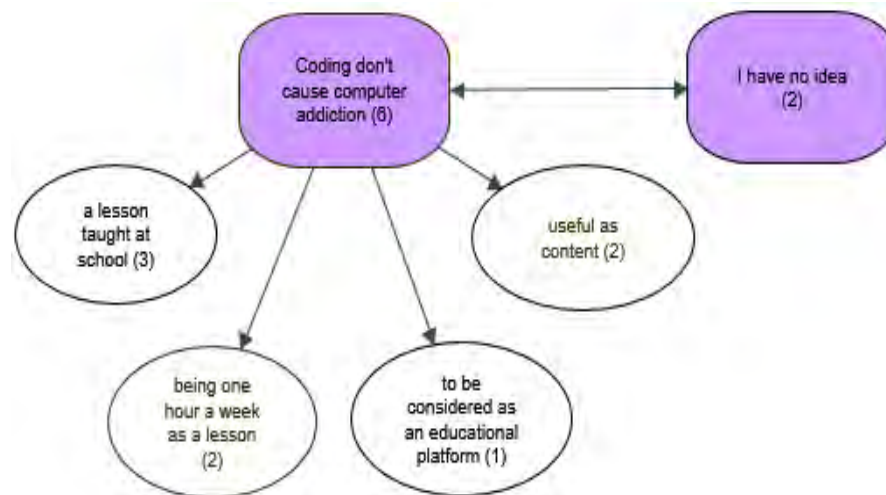 Coding don't
cause computer
addiction (6)
I have no idea
(2)
a lesson
taught at
school (3)
useful as
content (2)
being one
hour a week
as a lesson
(2)
to be
considered as
an educational
platform (1)